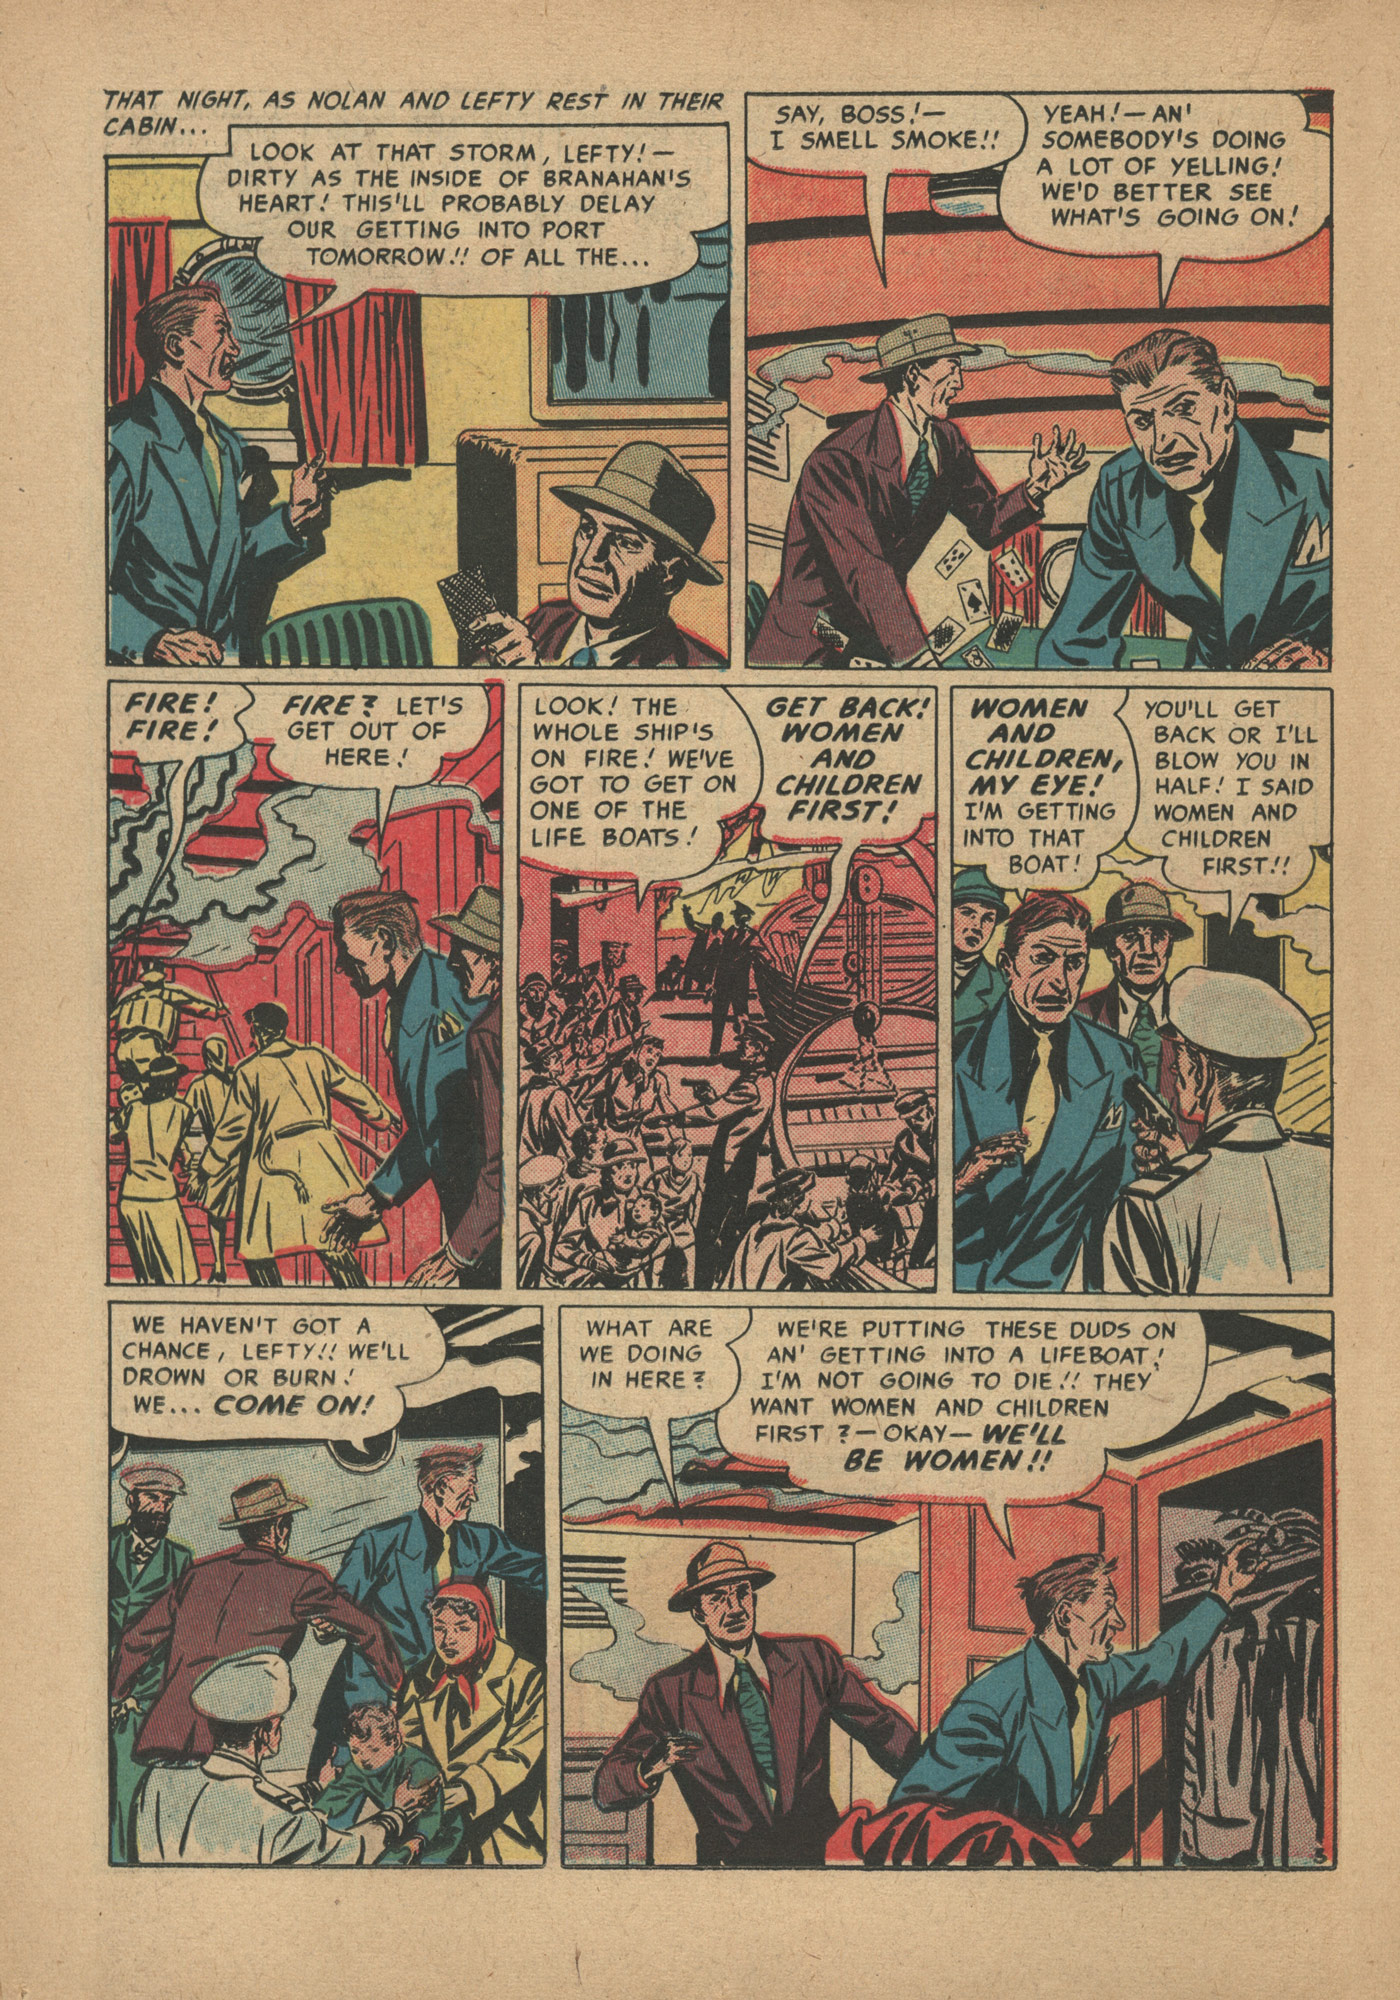 THAT NIGHT, AS NOLAN AND LEFTY REST IN THEIR
CABIN...
LOOK AT THAT STORM, LEFTY!—
DIRTY AS THE INSIDE OF BRANAHAN'S
HEART! THIS'LL PROBABLY DELAY
OUR GETTING INTO PORT
TOMORROW!! OF ALL THE...
SAY, BOSS!—
I SMELL SMOKE!!
YEAH!—AN'
SOMEBODY'S DOING
A LOT OF YELLING!
WE'D BETTER SEE
WHAT'S GOING ON!
FIRE!
FIRE!
FIRE? LET'S
GET OUT OF
HERE!
LOOK! THE
WHOLE SHIP'S
ON FIRE! WE'VE
GOT TO GET ON
ONE OF THE
LIFE BOATS!
GET BACK!
WOMEN
AND
CHILDREN
FIRST!
WOMEN
AND
CHILDREN,
MY EYE!
I'M GETTING
INTO THAT
BOAT!
YOU'LL GET
BACK OR I'LL
BLOW YOU IN
HALF! I SAID
WOMEN AND
CHILDREN
FIRST!!
WE HAVEN'T GOT A
CHANCE, LEFTY!! WE'LL
DROWN OR BURN!
WE... COME ON!
WHAT ARE
WE DOING
IN HERE?
WE'RE PUTTING THESE DUDS ON
AN' GETTING INTO A LIFEBOAT!
I'M NOT GOING TO DIE!! THEY
WANT WOMEN AND CHILDREN
FIRST?—OKAY—WE'LL
BE WOMEN!!